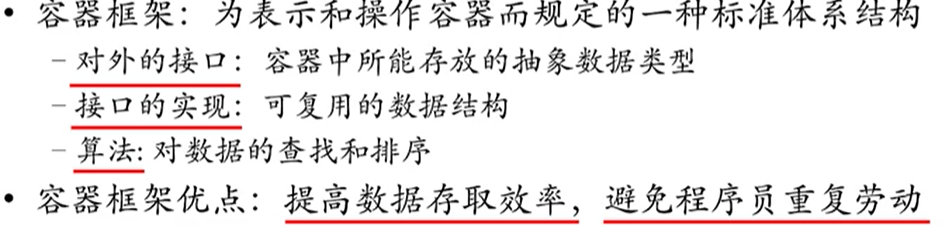 • 容器框架：为表示和操作容器而规定的一种标准体系结构
– 对外的接口：容器中所能存放的抽象数据类型
– 接口的实现：可复用的数据结构
– 算法:对数据的查找和排序
• 容器框架优点：提高数据存取效率，避免程序员重复劳动